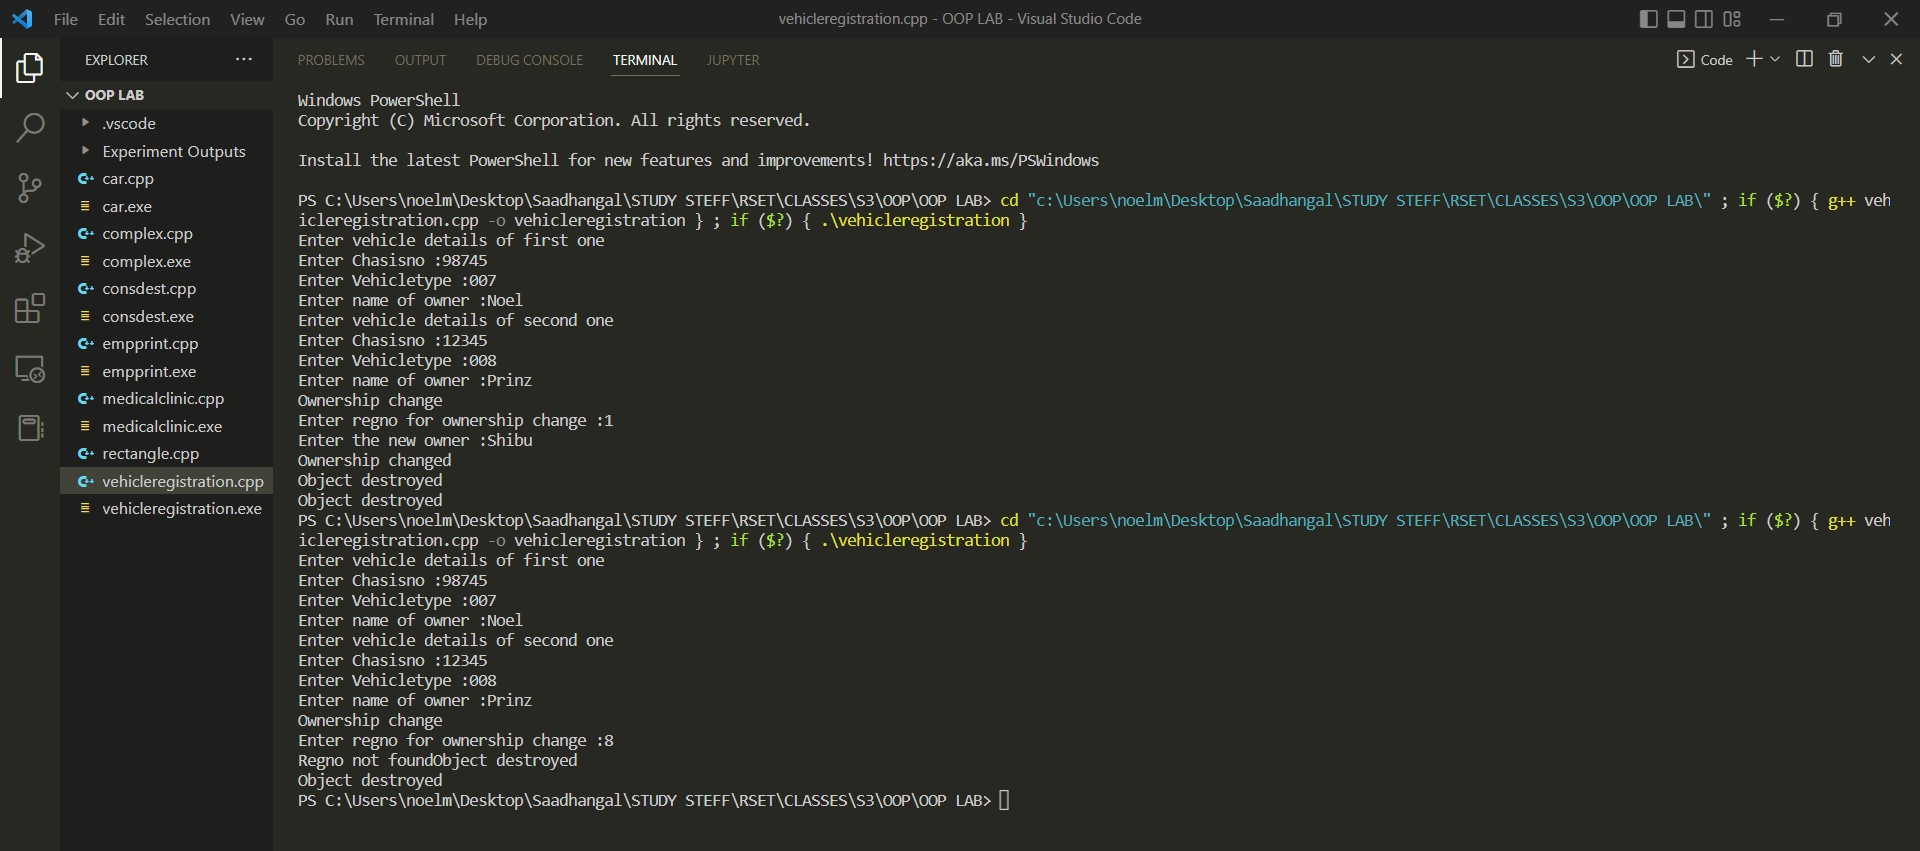 File Edit Selection View Go Run Terminal Help
vehicleregistration.cpp - OOP LAB - Visual Studio Code
EXPLORER
OOP LAB
.vscode
Experiment Outputs
car.cpp
car.exe
complex.cpp
complex.exe
consdest.cpp
consdest.exe
empprint.cpp
empprint.exe
medicalclinic.cpp
medicalclinic.exe
rectangle.cpp
vehicleregistration.cpp
vehicleregistration.exe
PROBLEMS OUTPUT DEBUG CONSOLE TERMINAL JUPYTER
Code
Windows PowerShell
Copyright (C) Microsoft Corporation. All rights reserved.
Install the latest PowerShell for new features and improvements! https://aka.ms/PSWindows
PS C:\Users\noelm\Desktop\Saadhangal\STUDY STEFF\RSET\CLASSES\S3\OOP\OOP LAB> cd "c:\Users\noelm\Desktop\Saadhangal\STUDY STEFF\RSET\CLASSES\S3\OOP\OOP LAB\" ; if ($?) { g++ veh
icleregistration.cpp -o vehicleregistration } ; if ($?) { .\vehicleregistration }
Enter vehicle details of first one
Enter Chasisno :98745
Enter Vehicletype :007
Enter name of owner :Noel
Enter vehicle details of second one
Enter Chasisno :12345
Enter Vehicletype :008
Enter name of owner :Prinz
Ownership change
Enter regno for ownership change :1
Enter the new owner :Shibu
Ownership changed
Object destroyed
Object destroyed
PS C:\Users\noelm\Desktop\Saadhangal\STUDY STEFF\RSET\CLASSES\S3\OOP\OOP LAB> cd "c:\Users\noelm\Desktop\Saadhangal\STUDY STEFF\RSET\CLASSES\S3\OOP\OOP LAB\" ; if ($?) { g++ veh
icleregistration.cpp -o vehicleregistration } ; if ($?) { .\vehicleregistration }
Enter vehicle details of first one
Enter Chasisno :98745
Enter Vehicletype :007
Enter name of owner :Noel
Enter vehicle details of second one
Enter Chasisno :12345
Enter Vehicletype :008
Enter name of owner :Prinz
Ownership change
Enter regno for ownership change :8
Regno not foundObject destroyed
Object destroyed
PS C:\Users\noelm\Desktop\Saadhangal\STUDY STEFF\RSET\CLASSES\S3\OOP\OOP LAB>